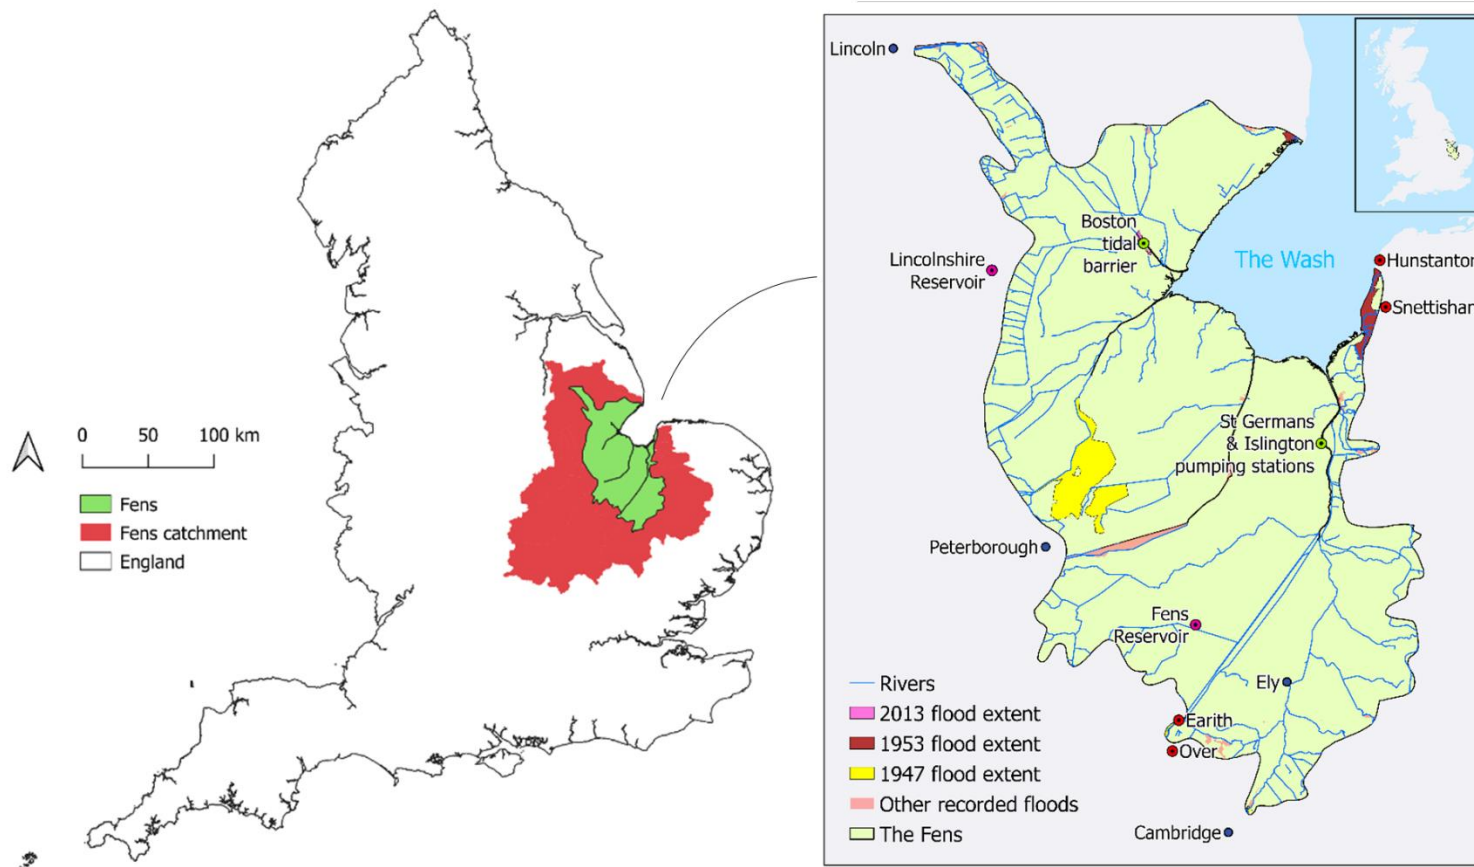 0 50 100 km
Fens
Fens catchment
England
Lincoln
Boston
tidal
barrier
Lincolnshire
Reservoir
The Wash
Hunstanton
Snettishar
St Germans
& Islington
pumping stations
Peterborough
Fens
Reservoir
Ely
Earith
Over
Cambridge
Rivers
2013 flood extent
1953 flood extent
1947 flood extent
Other recorded floods
The Fens